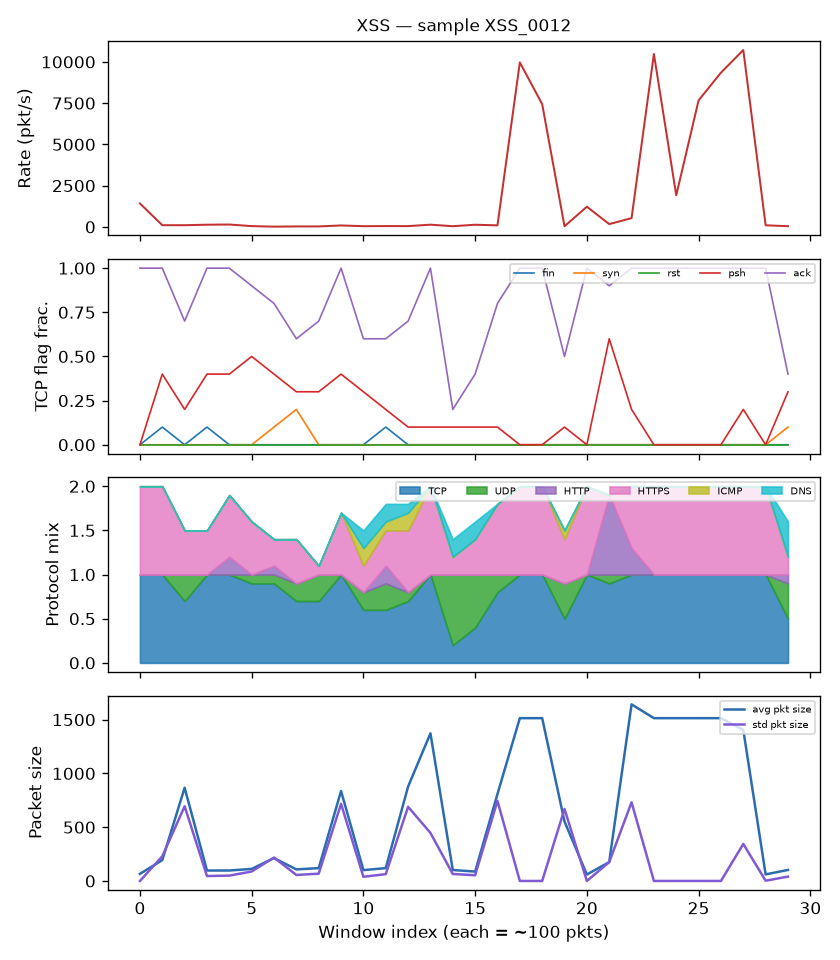 XSS — sample XSS_0012
Rate (pkt/s)
10000
7500
5000
2500
0
TCP flag frac.
1.00
0.75
0.50
0.25
0.00
fin syn rst psh ack
Protocol mix
2.0
1.5
1.0
0.5
0.0
TCP UDP HTTP HTTPS ICMP DNS
Packet size
1500
1000
500
0
avg pkt size
std pkt size
0 5 10 15 20 25 30
Window index (each = ~100 pkts)